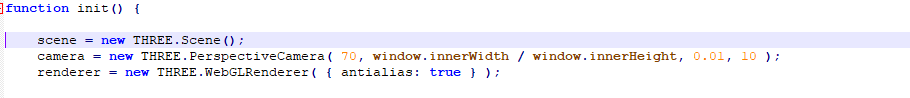 function init() {
scene = new THREE.Scene();
camera = new THREE.PerspectiveCamera( 70, window.innerWidth / window.innerHeight, 0.01, 10 );
renderer = new THREE.WebGLRenderer( { antialias: true } );